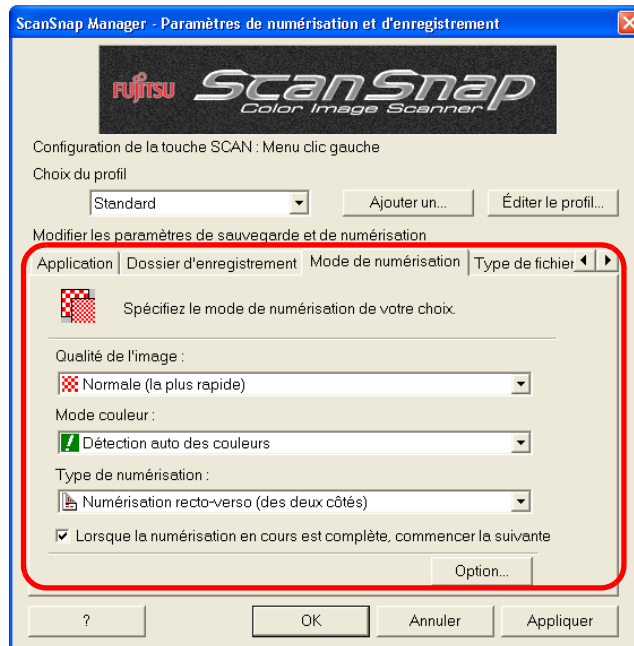 ScanSnap Manager - Paramètres de numérisation et d'enregistrement
FUJITSU ScanSnap
Color Image Scanner
Configuration de la touche SCAN : Menu clic gauche
Choix du profil
Standard Ajouter un... Éditer le profil...
Modifier les paramètres de sauvegarde et de numérisation
Application Dossier d'enregistrement Mode de numérisation Type de fichier
Spécifiez le mode de numérisation de votre choix.
Qualité de l'image :
Normale (la plus rapide)
Mode couleur :
Détection auto des couleurs
Type de numérisation :
Numérisation recto-verso (des deux côtés)
Lorsque la numérisation en cours est complète, commencer la suivante
Option...
? OK Annuler Appliquer